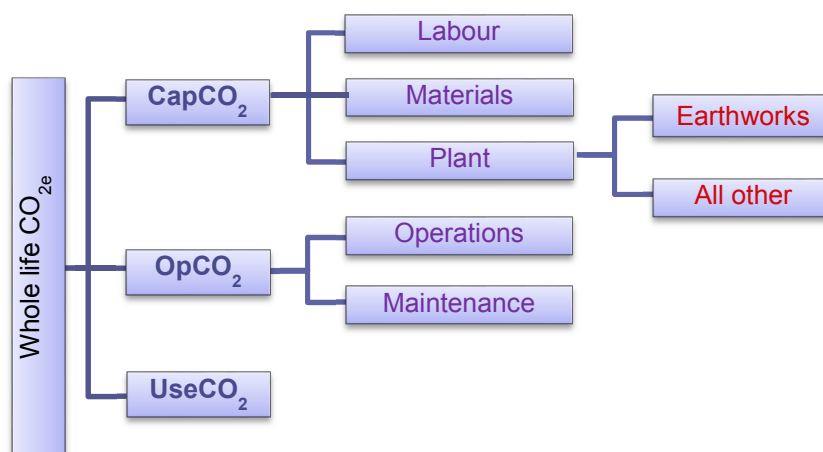 Whole life CO₂e
CapCO₂
Labour
Materials
Plant
Earthworks
All other
OpCO₂
Operations
Maintenance
UseCO₂